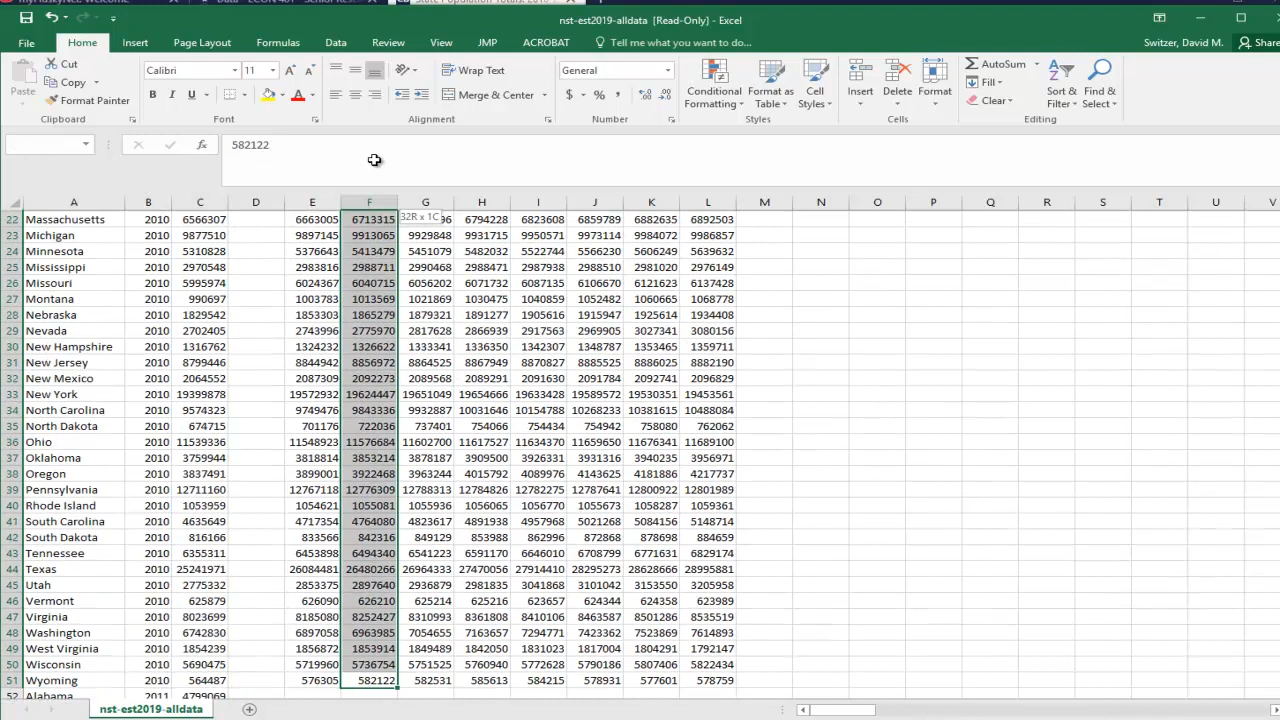 nst-est2019-alldata [Read-Only] - Excel
Switzer, David M.
Share
File Home Insert Page Layout Formulas Data Review View JMP ACROBAT Tell me what you want to do...
Paste
Cut
Copy
Format Painter
Clipboard
Calibri 11
B I U
Font
Wrap Text
Merge & Center
Alignment
General
$ % ,
Number
Conditional Formatting
Format as Table
Cell Styles
Styles
Insert Delete Format
Cells
AutoSum
Fill
Clear
Sort & Filter
Find & Select
Editing
fx 582122
A B C D E F G H I J K L M N O P Q R S T U V
32R x 1C
22 Massachusetts 2010 6566307 6663005 6713315 96 6794228 6823608 6859789 6882635 6892503
23 Michigan 2010 9877510 9897145 9913065 9929848 9931715 9950571 9973114 9984072 9986857
24 Minnesota 2010 5310828 5376643 5413479 5451079 5482032 5522744 5566230 5606249 5639632
25 Mississippi 2010 2970548 2983816 2988711 2990468 2988471 2987938 2988510 2981020 2976149
26 Missouri 2010 5995974 6024367 6040715 6056202 6071732 6087135 6106670 6121623 6137428
27 Montana 2010 990697 1003783 1013569 1021869 1030475 1040859 1052482 1060665 1068778
28 Nebraska 2010 1829542 1853303 1865279 1879321 1891277 1905616 1915947 1925614 1934408
29 Nevada 2010 2702405 2743996 2775970 2817628 2866939 2917563 2969905 3027341 3080156
30 New Hampshire 2010 1316762 1324232 1326622 1333341 1336350 1342307 1348787 1353465 1359711
31 New Jersey 2010 8799446 8844942 8856972 8864525 8867949 8870827 8885525 8886025 8882190
32 New Mexico 2010 2064552 2087309 2092273 2089568 2089291 2091630 2091784 2092741 2096829
33 New York 2010 19399878 19572932 19624447 19651049 19654666 19633428 19589572 19530351 19453561
34 North Carolina 2010 9574323 9749476 9843336 9932887 10031646 10154788 10268233 10381615 10488084
35 North Dakota 2010 674715 701176 722036 737401 754066 754434 754942 758080 762062
36 Ohio 2010 11539336 11548923 11576684 11602700 11617527 11634370 11659650 11676341 11689100
37 Oklahoma 2010 3759944 3818814 3853214 3878187 3909500 3926331 3931316 3940235 3956971
38 Oregon 2010 3837491 3899001 3922468 3963244 4015792 4089976 4143625 4181886 4217737
39 Pennsylvania 2010 12711160 12767118 12776309 12788313 12784826 12782275 12787641 12800922 12801989
40 Rhode Island 2010 1053959 1054621 1055081 1055936 1056065 1056770 1055673 1058287 1059361
41 South Carolina 2010 4635649 4717354 4764080 4823617 4891938 4957968 5021268 5084156 5148714
42 South Dakota 2010 816166 833566 842316 849129 853988 862996 872868 878698 884659
43 Tennessee 2010 6355311 6453898 6494340 6541223 6591170 6646010 6708799 6771631 6829174
44 Texas 2010 25241971 26084481 26480266 26964333 27470056 27914410 28295273 28628666 28995881
45 Utah 2010 2775332 2853375 2897640 2936879 2981835 3041868 3101042 3153550 3205958
46 Vermont 2010 625879 626090 626210 625214 625216 623657 624344 624358 623989
47 Virginia 2010 8023699 8185080 8252427 8310993 8361808 8410106 8463587 8501286 8535519
48 Washington 2010 6742830 6897058 6963985 7054655 7163657 7294771 7423362 7523869 7614893
49 West Virginia 2010 1854239 1856872 1853914 1849489 1842050 1831023 1817004 1804291 1792147
50 Wisconsin 2010 5690475 5719960 5736754 5751525 5760940 5772628 5790186 5807406 5822434
51 Wyoming 2010 564487 576305 582122 582531 585613 584215 578931 577601 578759
52 Alabama 2011 4799069
nst-est2019-alldata